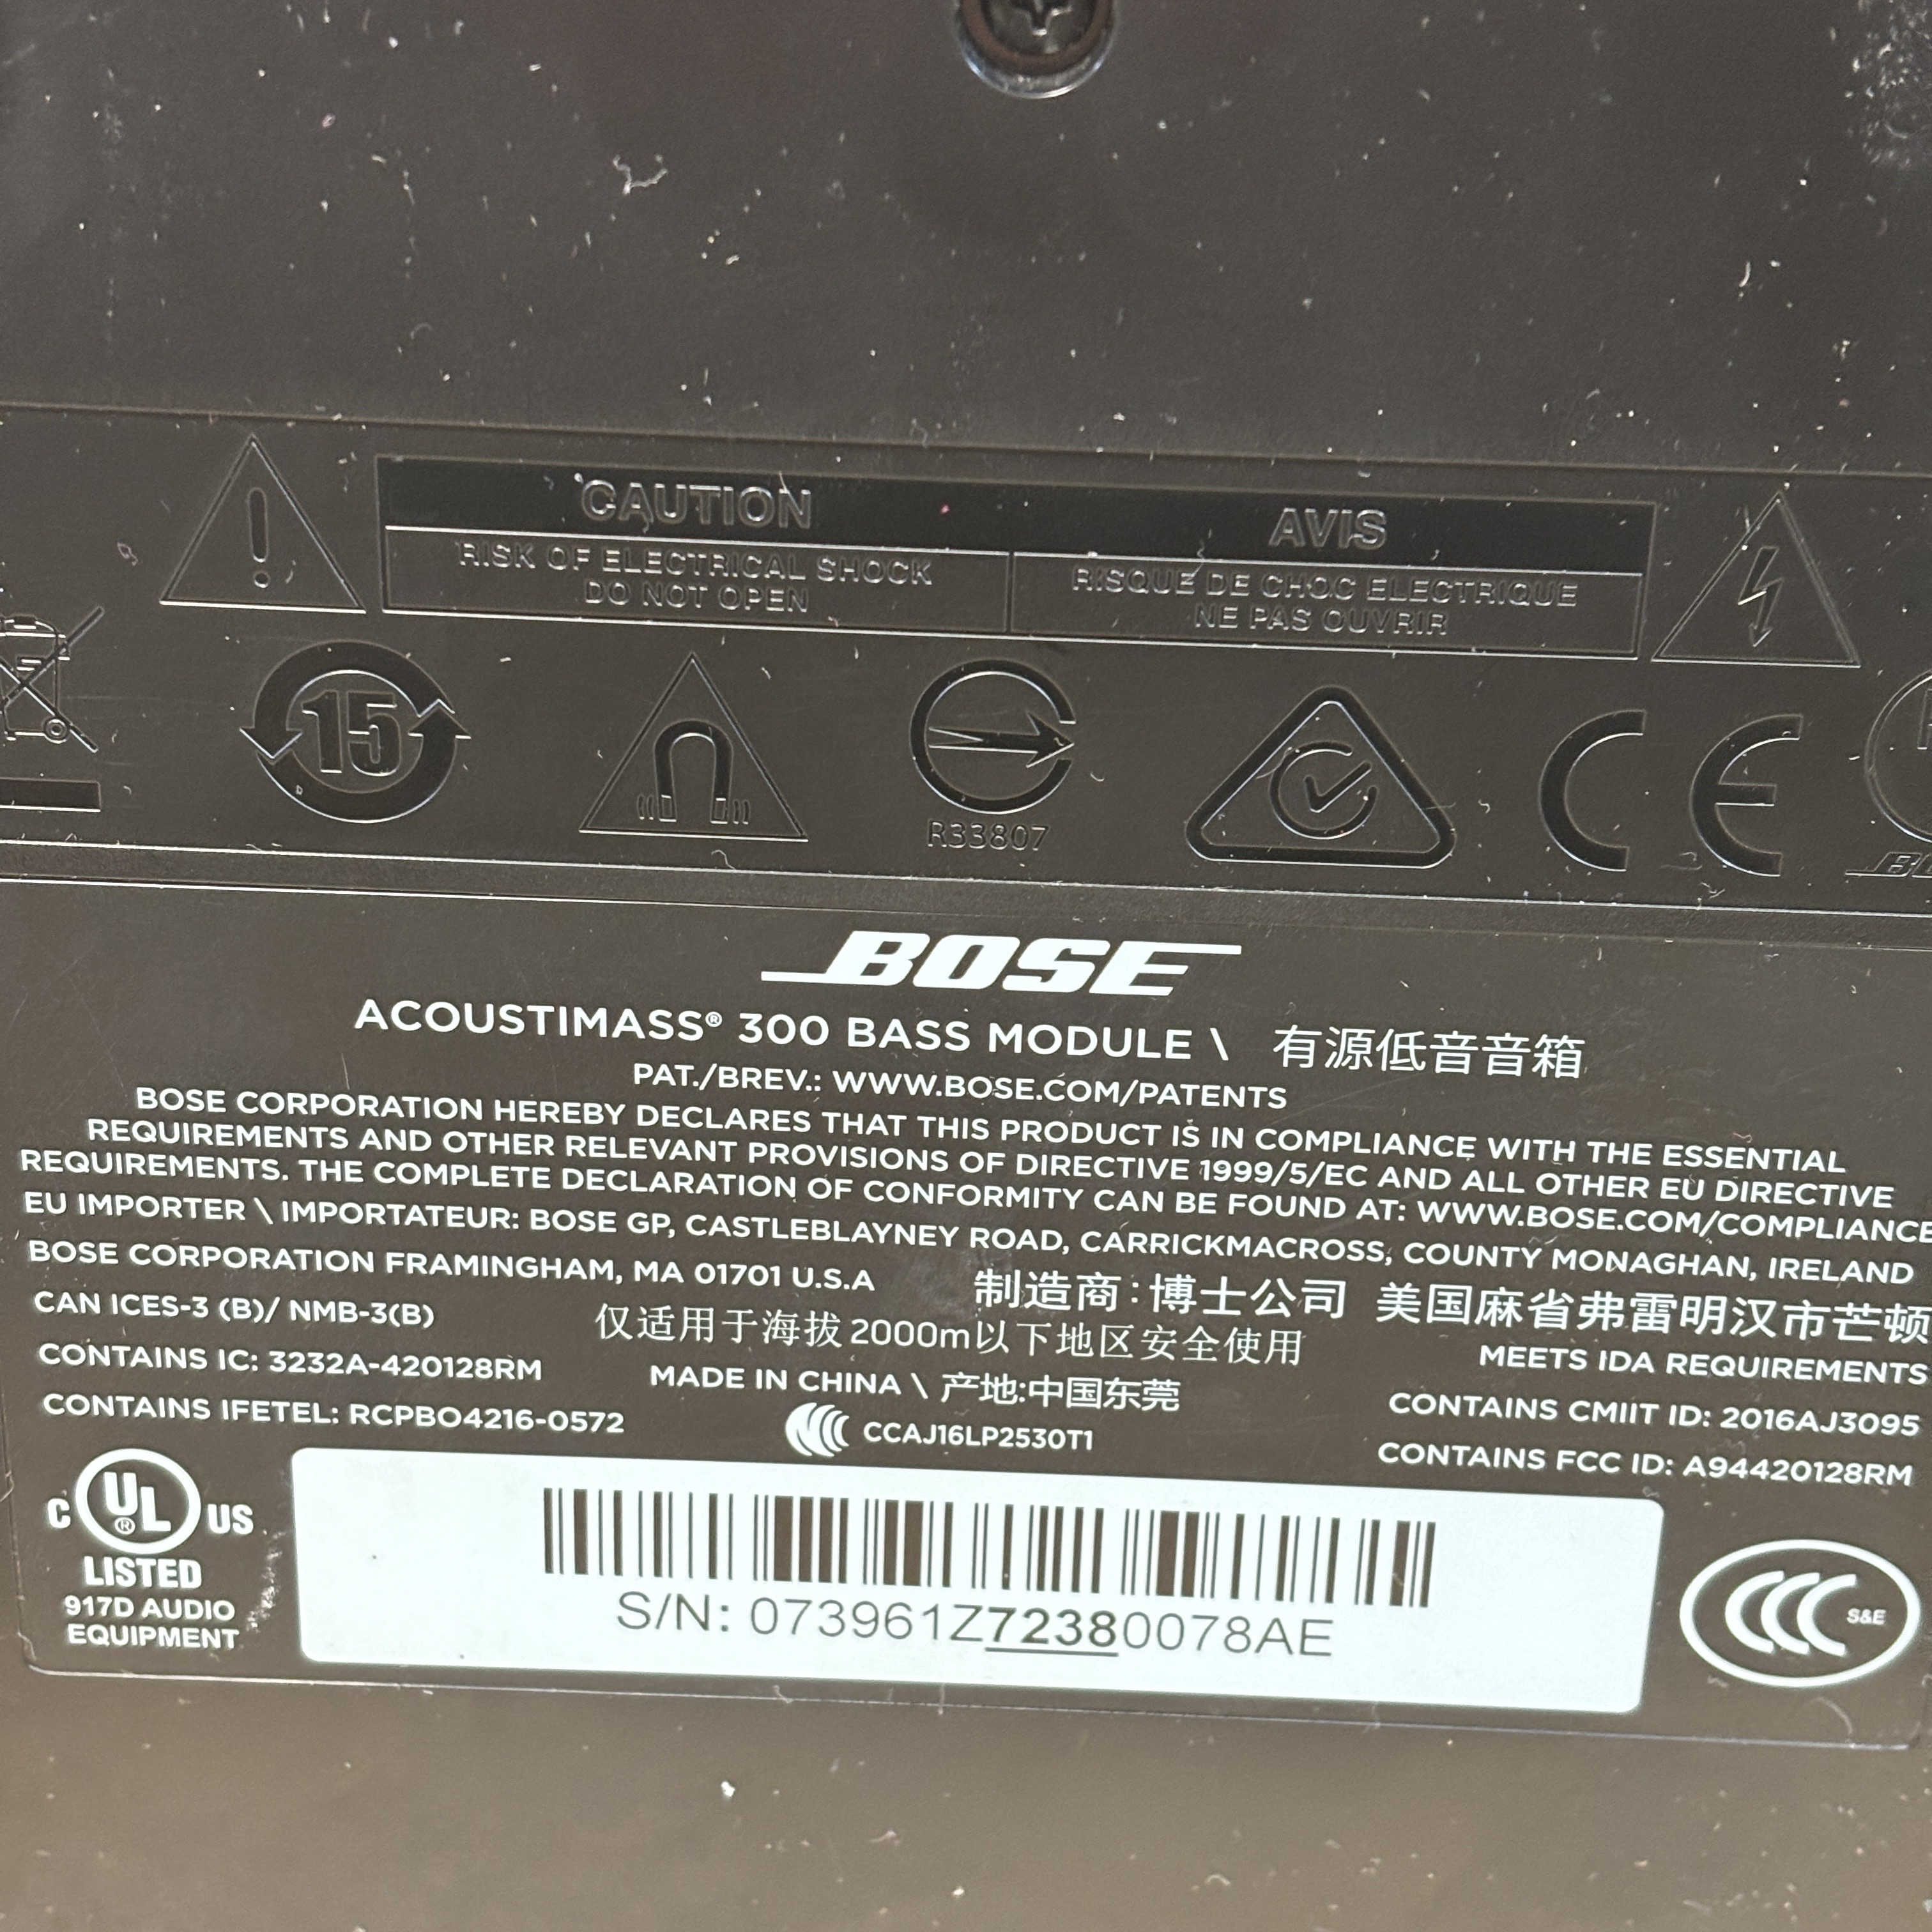 CAUTION
AVIS
RISK OF ELECTRICAL SHOCK
DO NOT OPEN
RISQUE DE CHOC ELECTRIQUE
NE PAS OUVRIR
15
R33807
CE
BOSE
ACOUSTIMASS® 300 BASS MODULE \ 有源低音音箱
PAT./BREV.: WWW.BOSE.COM/PATENTS
BOSE CORPORATION HEREBY DECLARES THAT THIS PRODUCT IS IN COMPLIANCE WITH THE ESSENTIAL
REQUIREMENTS AND OTHER RELEVANT PROVISIONS OF DIRECTIVE 1999/5/EC AND ALL OTHER EU DIRECTIVE
REQUIREMENTS. THE COMPLETE DECLARATION OF CONFORMITY CAN BE FOUND AT: WWW.BOSE.COM/COMPLIANCE
EU IMPORTER \ IMPORTATEUR: BOSE GP, CASTLEBLAYNEY ROAD, CARRICKMACROSS, COUNTY MONAGHAN, IRELAND
BOSE CORPORATION FRAMINGHAM, MA 01701 U.S.A 制造商:博士公司 美国麻省弗雷明汉市芒顿
CAN ICES-3 (B)/ NMB-3(B) 仅适用于海拔2000m以下地区安全使用
MEETS IDA REQUIREMENTS
CONTAINS IC: 3232A-420128RM MADE IN CHINA \ 产地:中国东莞
CONTAINS CMIIT ID: 2016AJ3095
CONTAINS IFETEL: RCPBO4216-0572 CCAJ16LP2530T1
CONTAINS FCC ID: A94420128RM
C UL® US
LISTED
917D AUDIO
EQUIPMENT
S/N: 073961Z72380078AE
CCC S&E